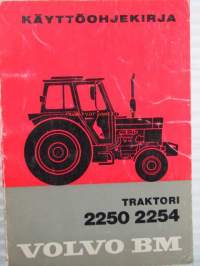 KÄYTTÖOHJEKIRJA
TRAKTORI
2250 2254
VOLVO BM